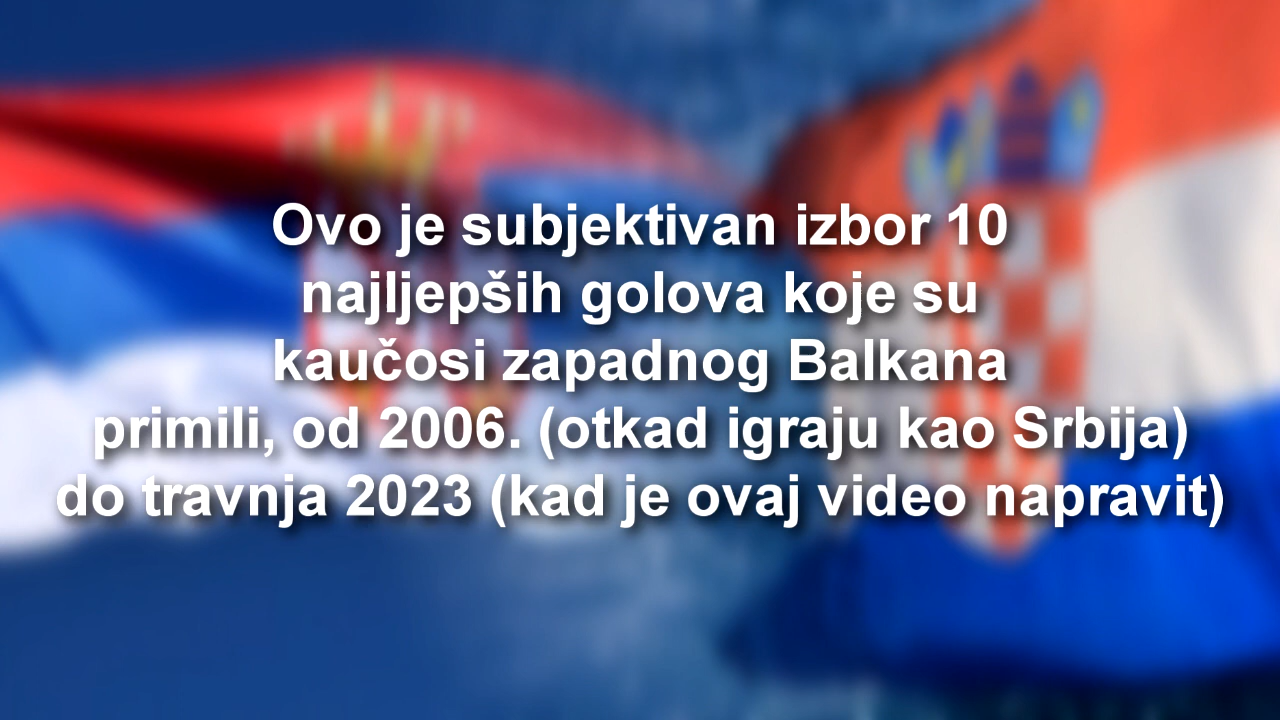 Ovo je subjektivan izbor 10
najljepših golova koje su
kaučosi zapadnog Balkana
primili, od 2006. (otkad igraju kao Srbija)
do travnja 2023 (kad je ovaj video napravit)